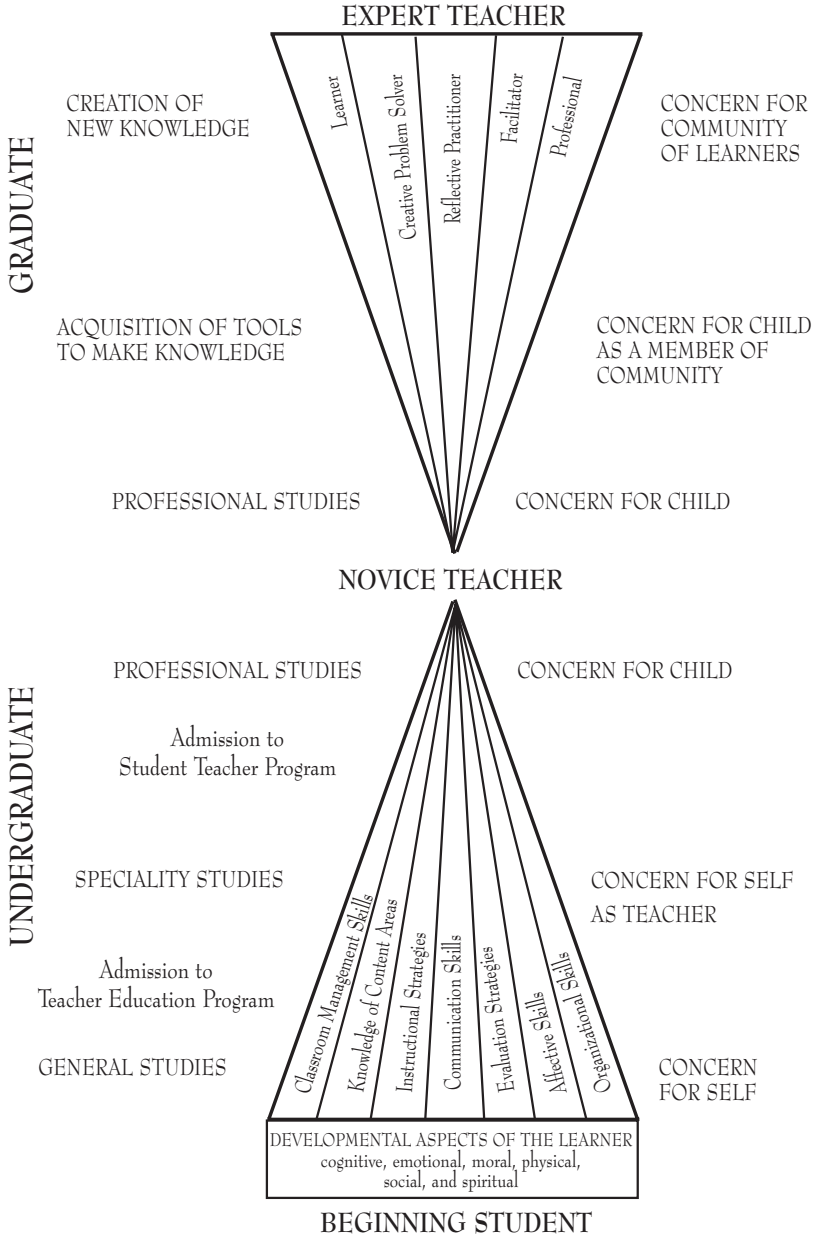 EXPERT TEACHER
Learner
Creative Problem Solver
Reflective Practitioner
Facilitator
Professional
CREATION OF
NEW KNOWLEDGE
CONCERN FOR
COMMUNITY
OF LEARNERS
GRADUATE
ACQUISITION OF TOOLS
TO MAKE KNOWLEDGE
CONCERN FOR CHILD
AS A MEMBER OF
COMMUNITY
PROFESSIONAL STUDIES
CONCERN FOR CHILD
NOVICE TEACHER
PROFESSIONAL STUDIES
CONCERN FOR CHILD
Admission to
Student Teacher Program
UNDERGRADUATE
SPECIALITY STUDIES
CONCERN FOR SELF
AS TEACHER
Admission to
Teacher Education Program
Classroom Management Skills
Knowledge of Content Areas
Instructional Strategies
Communication Skills
Evaluation Strategies
Affective Skills
Organizational Skills
GENERAL STUDIES
CONCERN
FOR SELF
DEVELOPMENTAL ASPECTS OF THE LEARNER
cognitive, emotional, moral, physical,
social, and spiritual
BEGINNING STUDENT